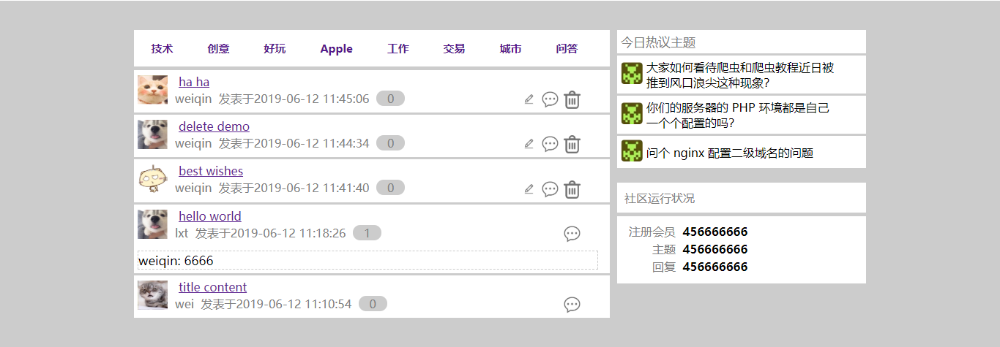 技术 创意 好玩 Apple 工作 交易 城市 问答
ha ha
weiqin 发表于2019-06-12 11:45:06 0
delete demo
weiqin 发表于2019-06-12 11:44:34 0
best wishes
weiqin 发表于2019-06-12 11:41:40 0
hello world
lxt 发表于2019-06-12 11:18:26 1
weiqin: 6666
title content
wei 发表于2019-06-12 11:10:54 0
今日热议主题
大家如何看待爬虫和爬虫教程近日被
推到风口浪尖这种现象?
你们的服务器的 PHP 环境都是自己
一个个配置的吗?
问个 nginx 配置二级域名的问题
社区运行状况
注册会员 456666666
主题 456666666
回复 456666666